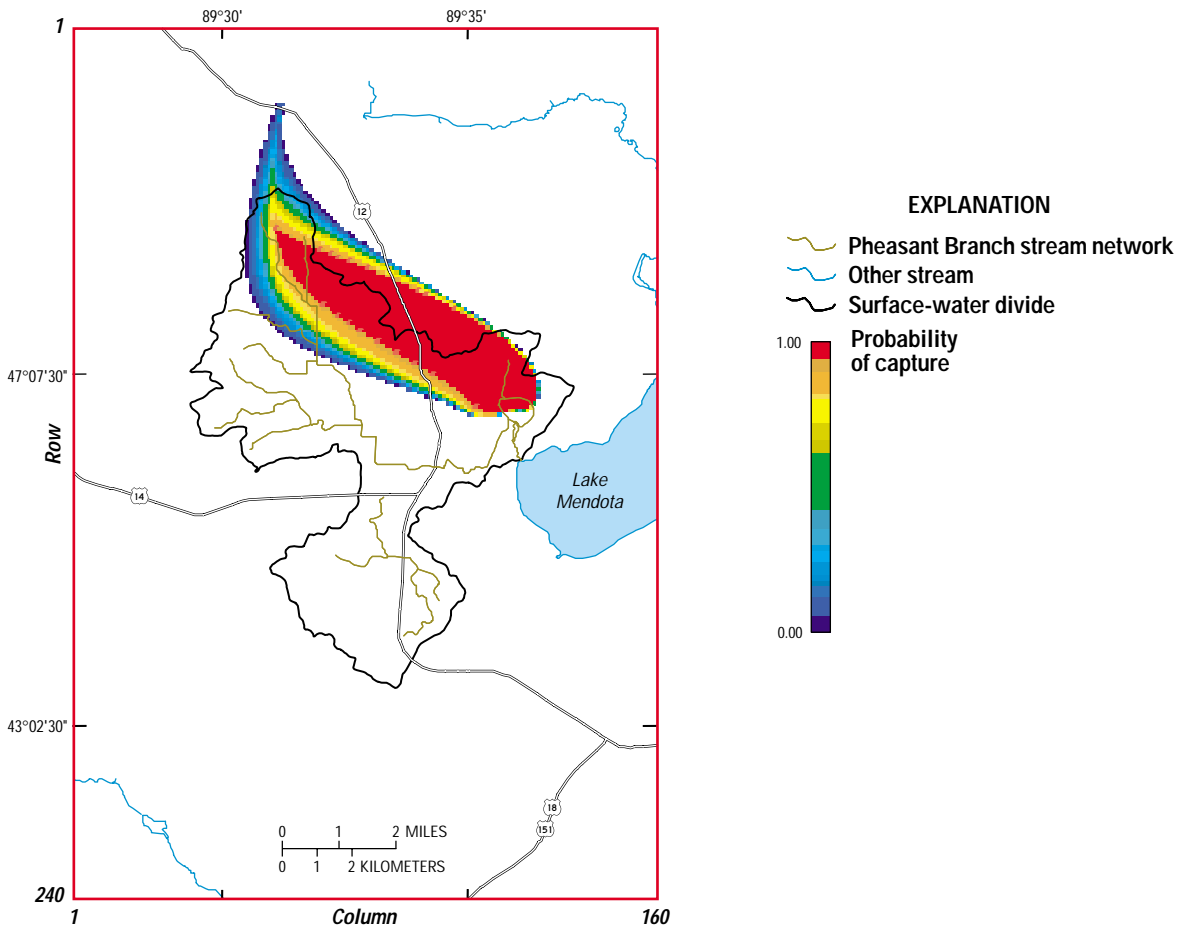 1
89°30'
89°35'
12
EXPLANATION
Pheasant Branch stream network
Other stream
Surface-water divide
1.00
Probability
of capture
0.00
47°07'30"
Row
14
Lake
Mendota
43°02'30"
18
151
0 1 2 MILES
0 1 2 KILOMETERS
240
1
Column
160